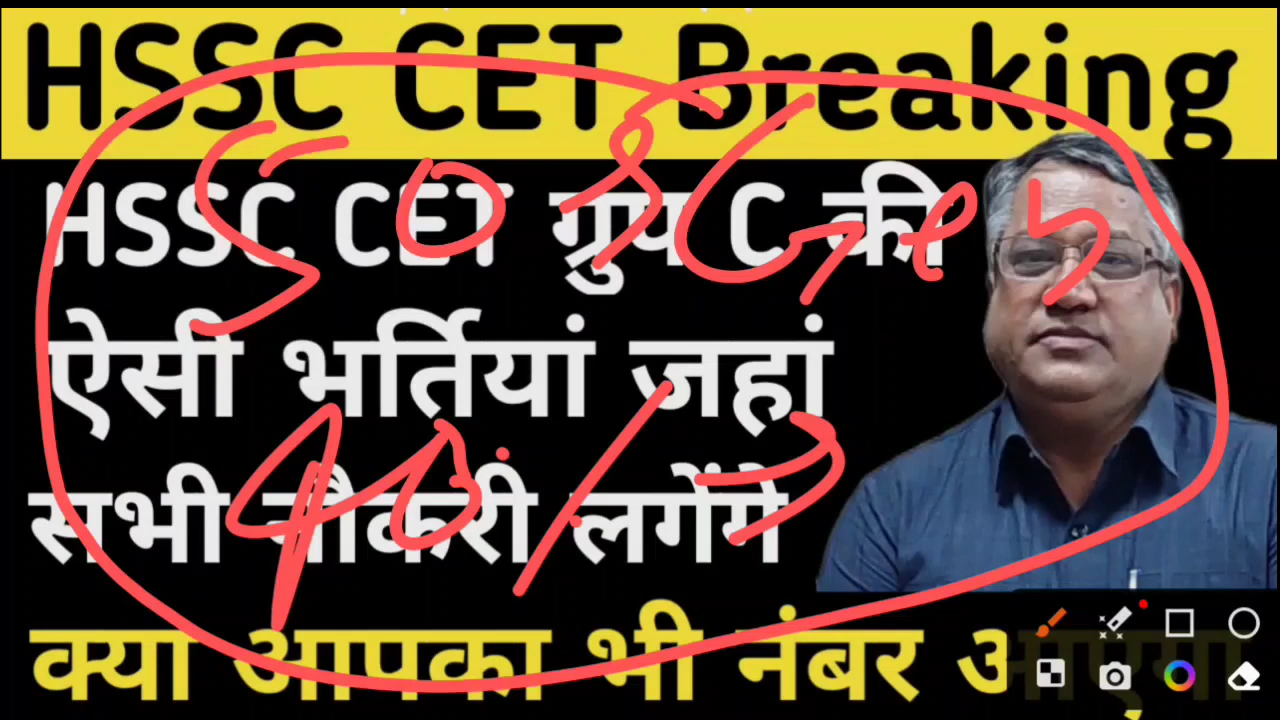 HSSC CET Breaking
HSSC CET ग्रुप C की
ऐसी भर्तियां जहां
सभी नौकरी लगेंगे
क्या आपका भी नंबर आएगा